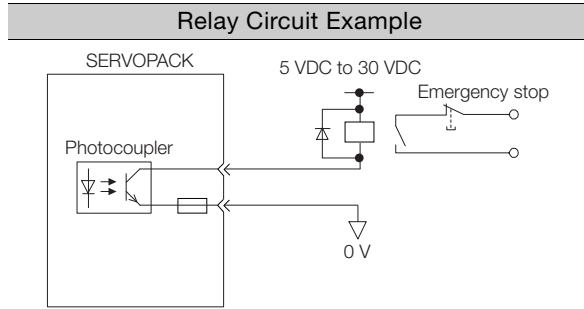 Relay Circuit Example
SERVOPACK
5 VDC to 30 VDC
Emergency stop
Photocoupler
0 V